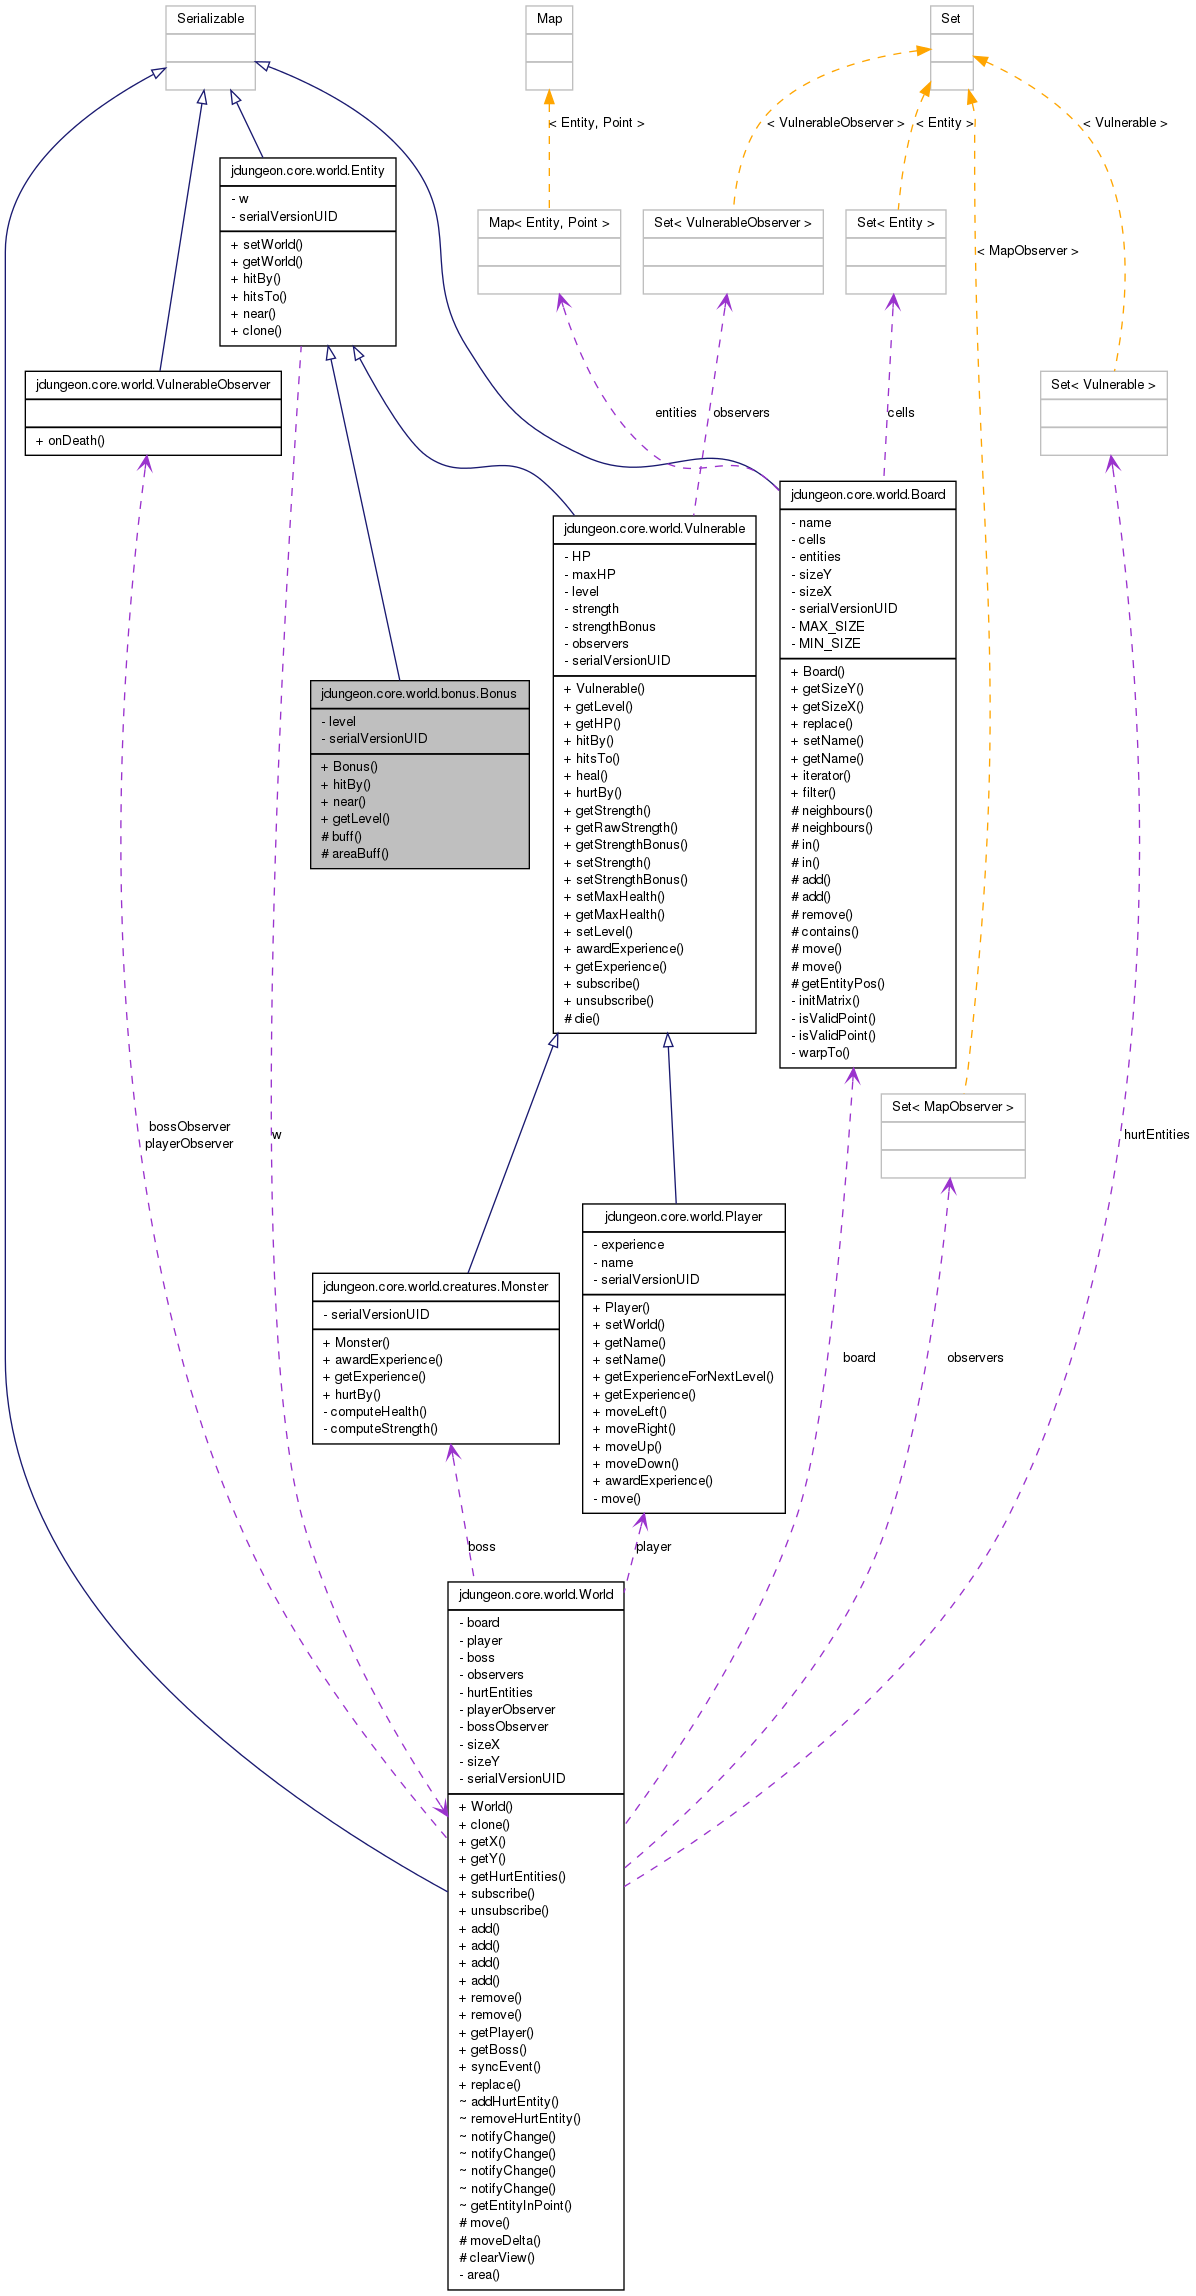 Serializable
Map
Set
< Entity, Point >
< VulnerableObserver >
< Entity >
< Vulnerable >
jdungeon.core.world.Entity
- w
- serialVersionUID
+ setWorld()
+ getWorld()
+ hitBy()
+ hitsTo()
+ near()
+ clone()
Map< Entity, Point >
Set< VulnerableObserver >
Set< Entity >
< MapObserver >
jdungeon.core.world.VulnerableObserver
+ onDeath()
Set< Vulnerable >
entities
observers
cells
jdungeon.core.world.Board
- name
- cells
- entities
- sizeY
- sizeX
- serialVersionUID
- MAX_SIZE
- MIN_SIZE
+ Board()
+ getSizeY()
+ getSizeX()
+ replace()
+ setName()
+ getName()
+ iterator()
+ filter()
# neighbours()
# neighbours()
# in()
# in()
# add()
# add()
# remove()
# contains()
# move()
# move()
# getEntityPos()
- initMatrix()
- isValidPoint()
- isValidPoint()
- warpTo()
jdungeon.core.world.Vulnerable
- HP
- maxHP
- level
- strength
- strengthBonus
- observers
- serialVersionUID
+ Vulnerable()
+ getLevel()
+ getHP()
+ hitBy()
+ hitsTo()
+ heal()
+ hurtBy()
+ getStrength()
+ getRawStrength()
+ getStrengthBonus()
+ setStrength()
+ setStrengthBonus()
+ setMaxHealth()
+ getMaxHealth()
+ setLevel()
+ awardExperience()
+ getExperience()
+ subscribe()
+ unsubscribe()
# die()
jdungeon.core.world.bonus.Bonus
- level
- serialVersionUID
+ Bonus()
+ hitBy()
+ near()
+ getLevel()
# buff()
# areaBuff()
bossObserver
playerObserver
w
Set< MapObserver >
hurtEntities
jdungeon.core.world.Player
- experience
- name
- serialVersionUID
+ Player()
+ setWorld()
+ getName()
+ setName()
+ getExperienceForNextLevel()
+ getExperience()
+ moveLeft()
+ moveRight()
+ moveUp()
+ moveDown()
+ awardExperience()
- move()
jdungeon.core.world.creatures.Monster
- serialVersionUID
+ Monster()
+ awardExperience()
+ getExperience()
+ hurtBy()
- computeHealth()
- computeStrength()
board
observers
boss
player
jdungeon.core.world.World
- board
- player
- boss
- observers
- hurtEntities
- playerObserver
- bossObserver
- sizeX
- sizeY
- serialVersionUID
+ World()
+ clone()
+ getX()
+ getY()
+ getHurtEntities()
+ subscribe()
+ unsubscribe()
+ add()
+ add()
+ add()
+ add()
+ remove()
+ remove()
+ getPlayer()
+ getBoss()
+ syncEvent()
+ replace()
~ addHurtEntity()
~ removeHurtEntity()
~ notifyChange()
~ notifyChange()
~ notifyChange()
~ notifyChange()
~ getEntityInPoint()
# move()
# moveDelta()
# clearView()
- area()